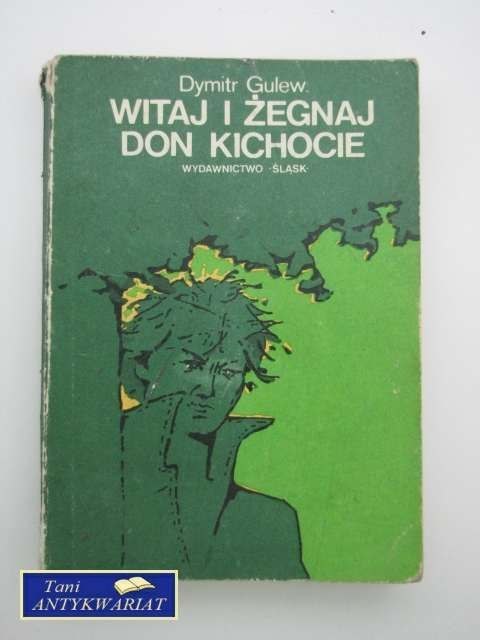 Dymitr Gulew.
WITAJ I ŻEGNAJ
DON KICHOCIE
WYDAWNICTWO •ŚLĄSK•
Tani
ANTYKWARIAT